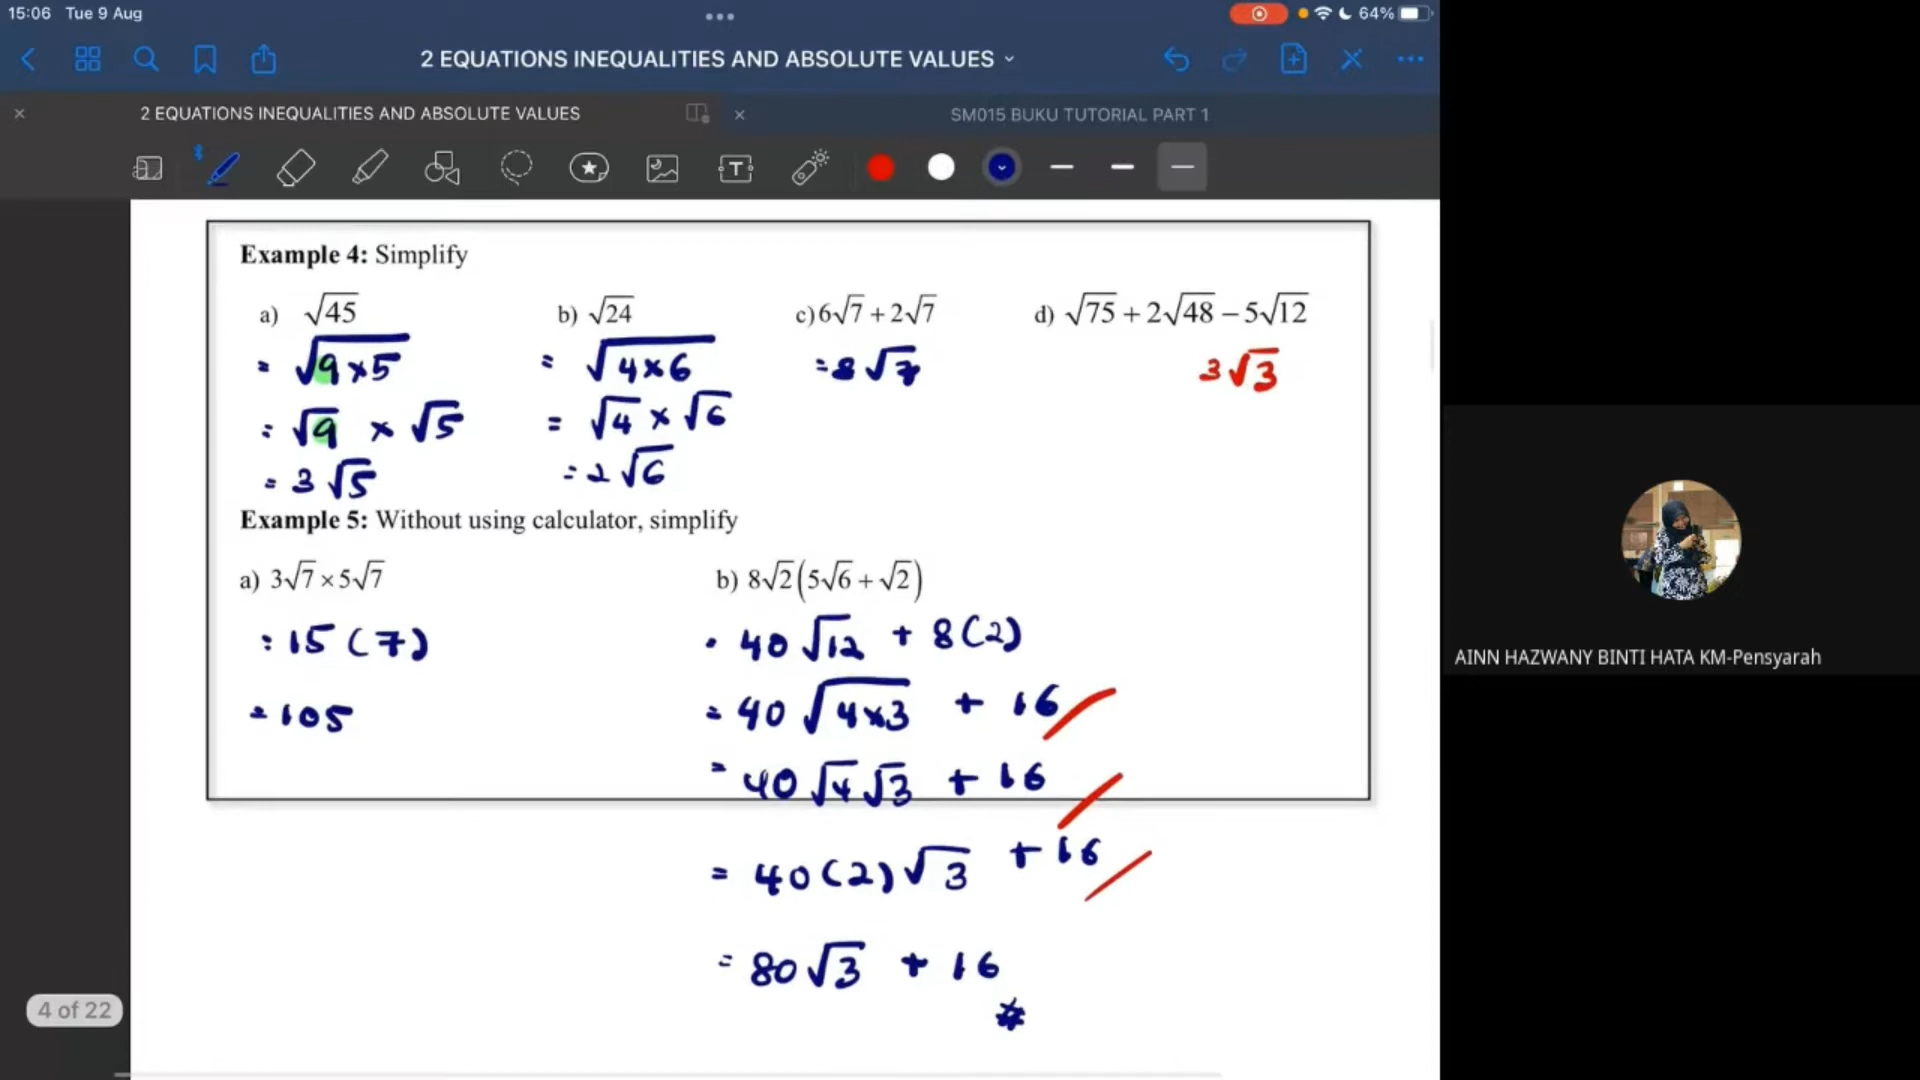 15:06 Tue 9 Aug
64%
2 EQUATIONS INEQUALITIES AND ABSOLUTE VALUES
2 EQUATIONS INEQUALITIES AND ABSOLUTE VALUES
SM015 BUKU TUTORIAL PART 1
T
Example 4: Simplify
a) √45
b) √24
c) 6√7 + 2√7
d) √75 + 2√48 − 5√12
= √9×5
= √4×6
= 8√7
3√3
= √9 × √5
= √4 × √6
= 3√5
= 2√6
Example 5: Without using calculator, simplify
a) 3√7 × 5√7
b) 8√2(5√6 + √2)
= 15(7)
= 40√12 + 8(2)
= 105
= 40√4×3 + 16
= 40√4√3 + 16
= 40(2)√3 + 16
= 80√3 + 16
4 of 22
AINN HAZWANY BINTI HATA KM-Pensyarah